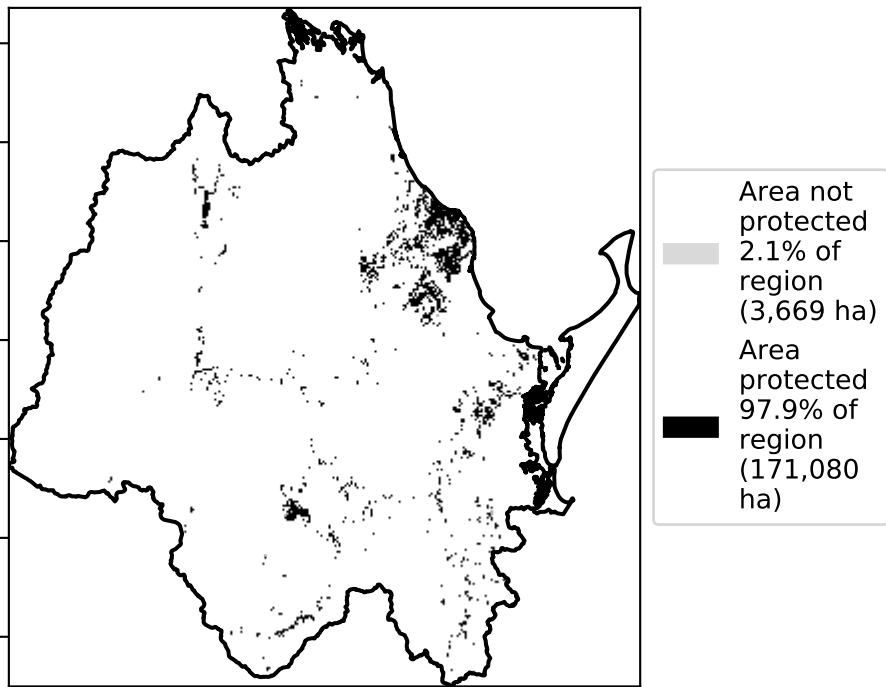 Area not
protected
2.1% of
region
(3,669 ha)
Area
protected
97.9% of
region
(171,080
ha)